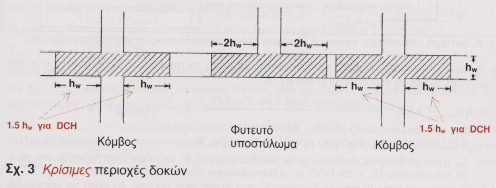 2hw 2hw
hw
hw hw hw hw
1.5 hw για DCH
1.5 hw για DCH
Κόμβος
Φυτευτό
υποστύλωμα
Κόμβος
Σχ. 3 Κρίσιμες περιοχές δοκών